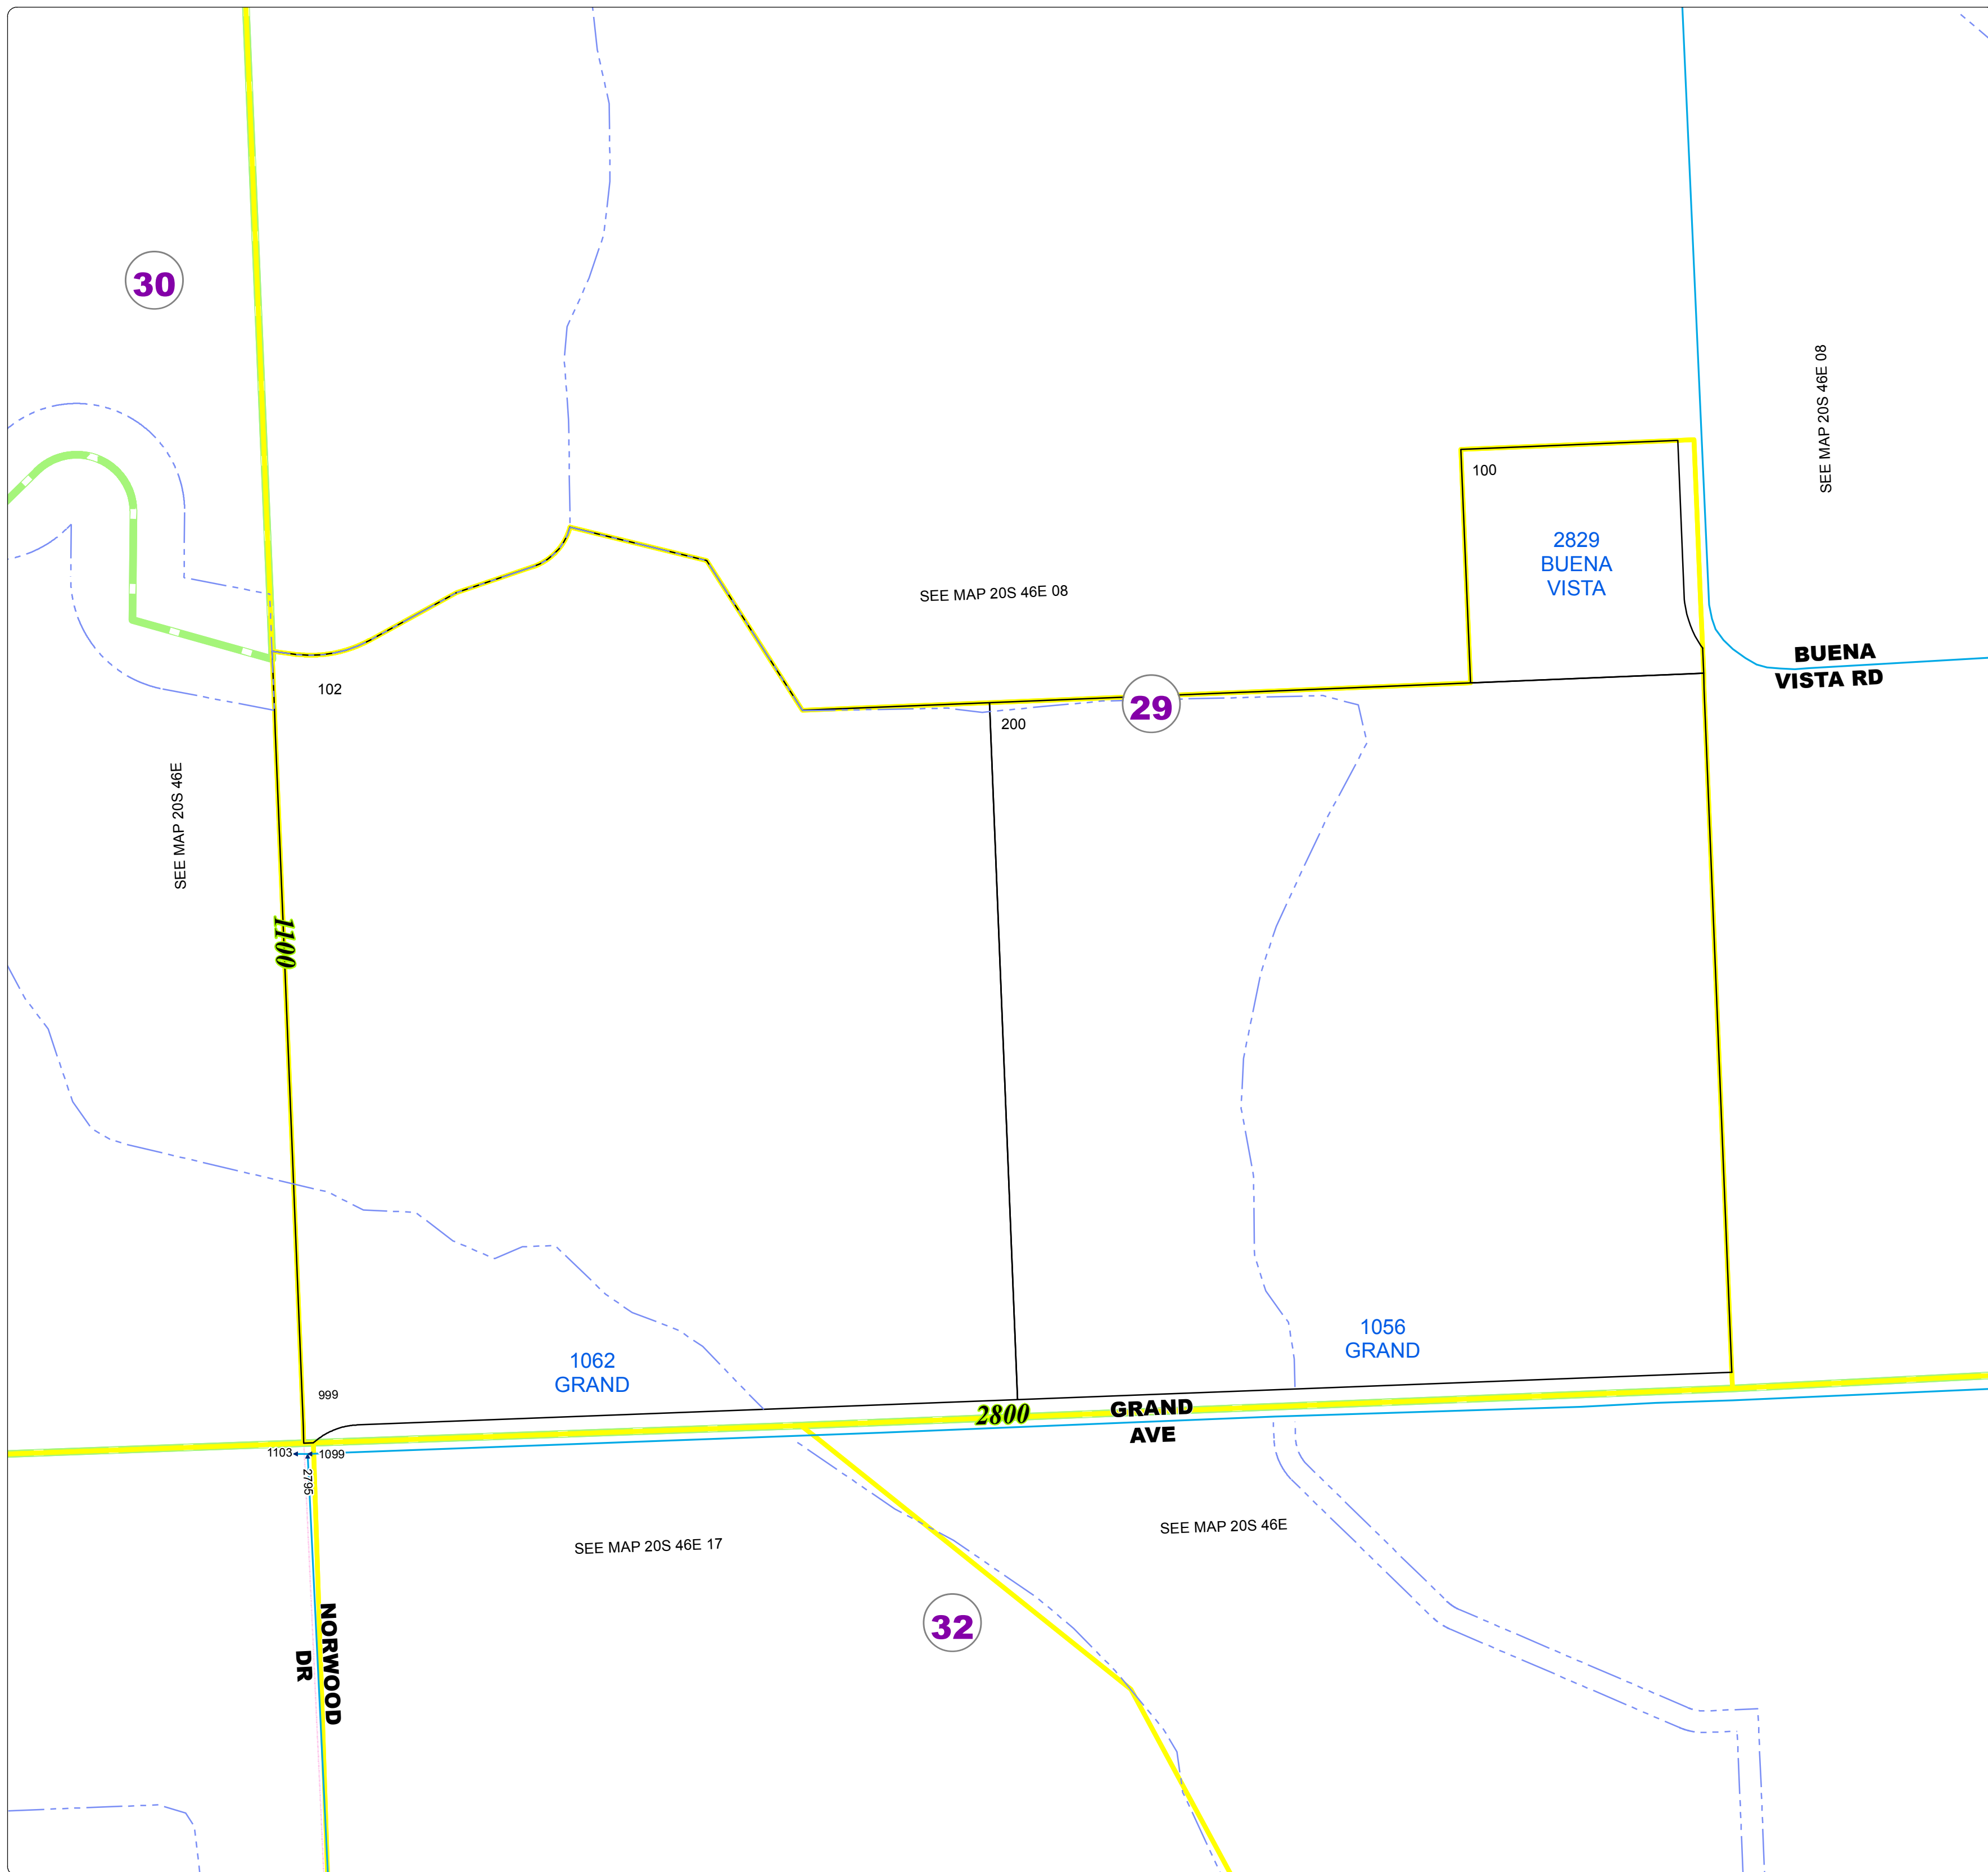 30
SEE MAP 20S 46E 08
100
2829
BUENA
VISTA
SEE MAP 20S 46E 08
BUENA
VISTA RD
102
29
200
SEE MAP 20S 46E
1100
1056
GRAND
1062
GRAND
999
2800
GRAND
AVE
1103
1099
2795
SEE MAP 20S 46E
SEE MAP 20S 46E 17
32
NORWOOD
DR